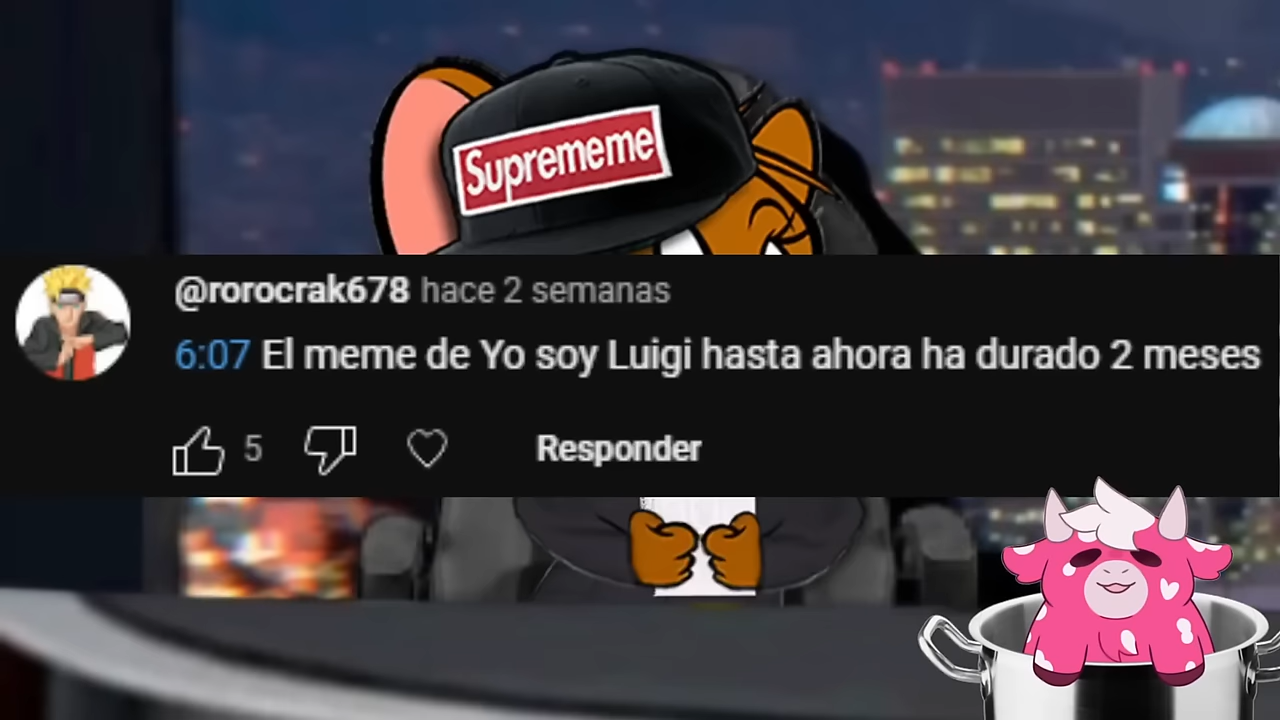 Suprememe
@rorocrak678 hace 2 semanas
6:07 El meme de Yo soy Luigi hasta ahora ha durado 2 meses
5
Responder